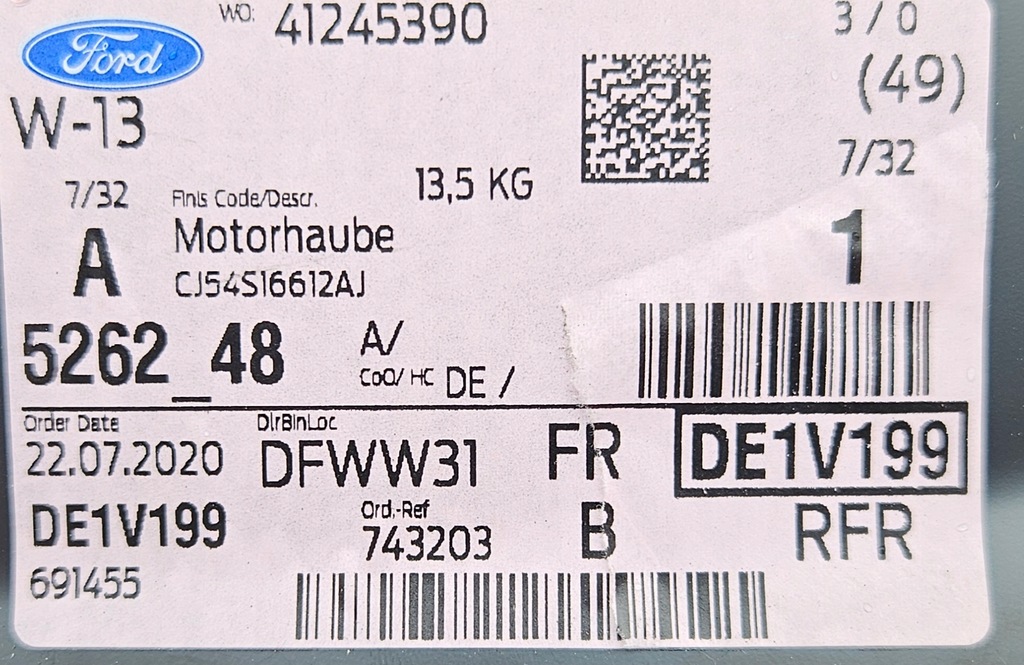 Ford
WO: 41245390
3 / 0
(49)
W-13
7/32
7/32
Finis Code/Descr.
13,5 KG
A
Motorhaube
CJ54S16612AJ
1
5262_48
A/
CoO/ HC DE /
Order Date
22.07.2020
DlrBinLoc
DFWW31
FR
DE1V199
DE1V199
Ord.-Ref
743203
B
RFR
691455